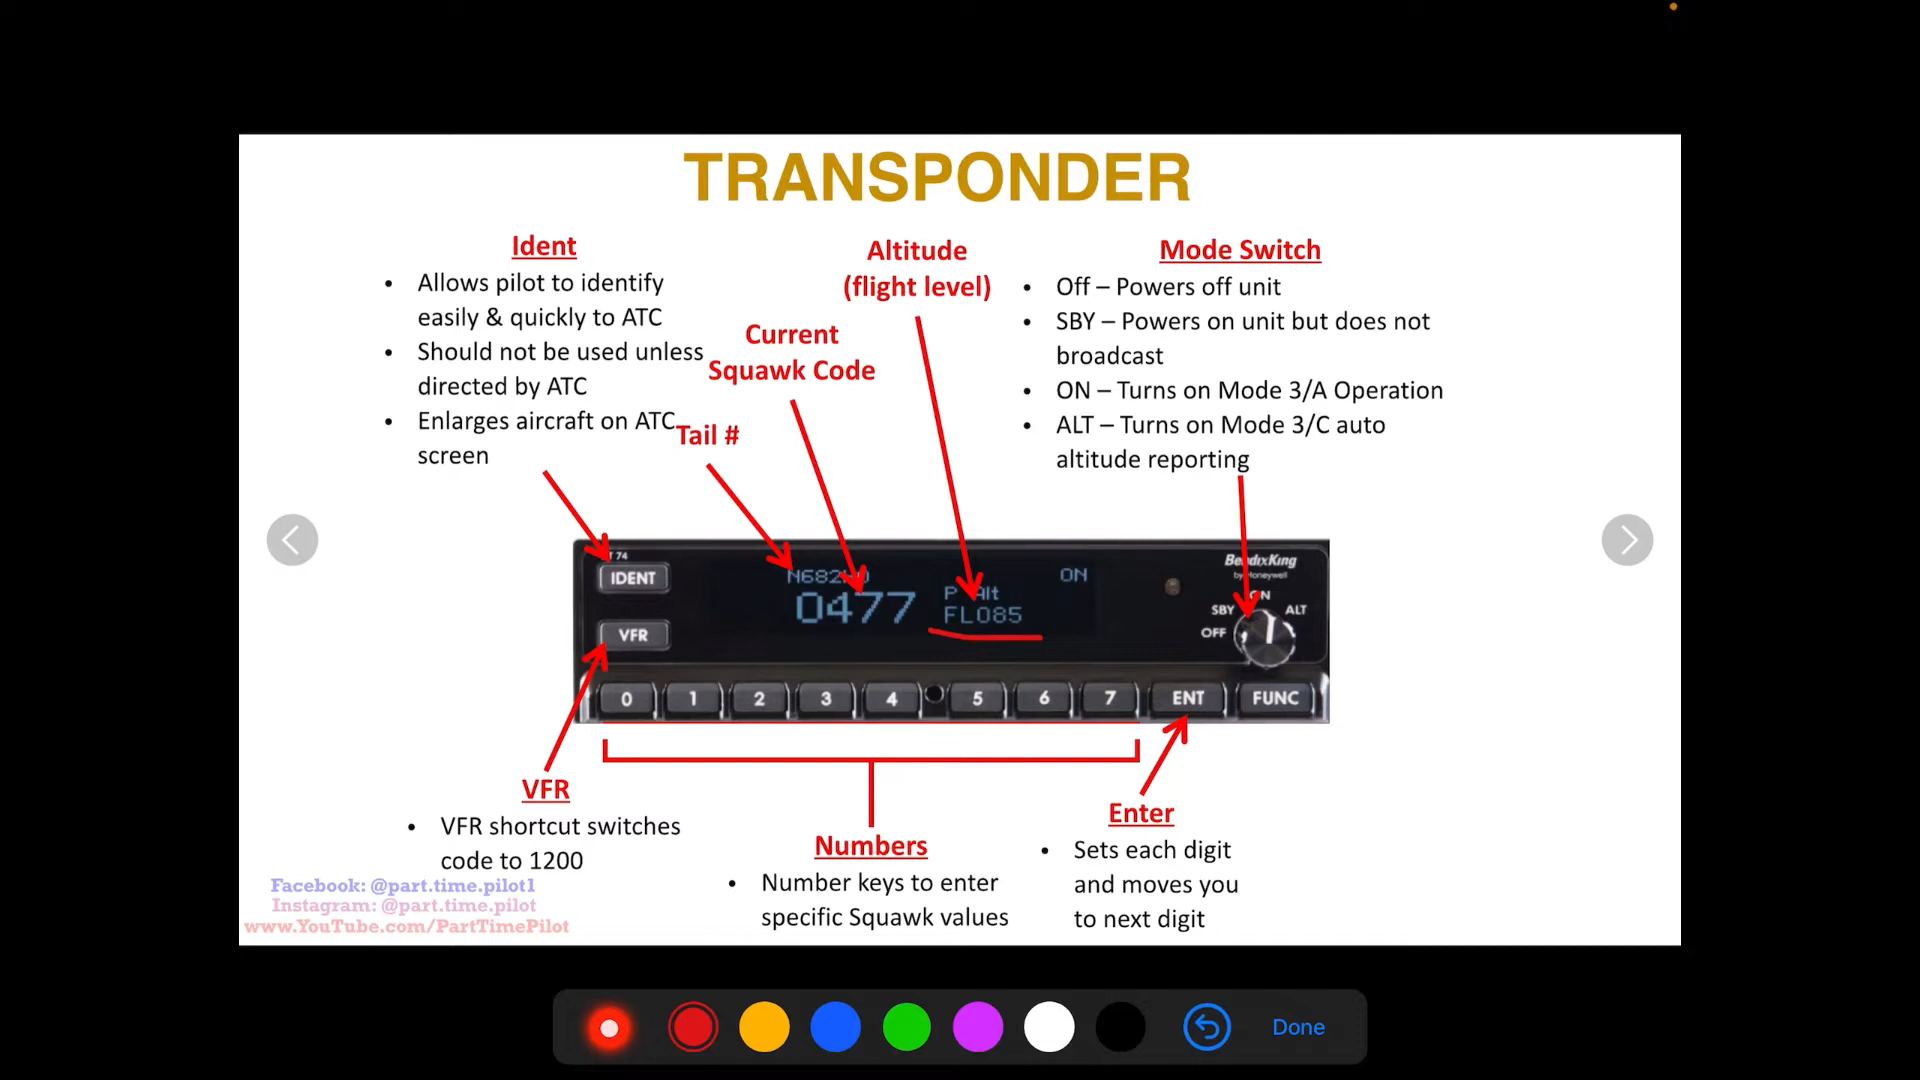 TRANSPONDER
Ident
• Allows pilot to identify
easily & quickly to ATC
• Should not be used unless
directed by ATC
• Enlarges aircraft on ATC
screen
Tail #
Current
Squawk Code
Altitude
(flight level)
Mode Switch
• Off – Powers off unit
• SBY – Powers on unit but does not
broadcast
• ON – Turns on Mode 3/A Operation
• ALT – Turns on Mode 3/C auto
altitude reporting
IDENT
VFR
0477
P Alt
FL085
ON
BendixKing
by Honeywell
OFF
SBY
ON
ALT
0 1 2 3 4 5 6 7 ENT FUNC
VFR
• VFR shortcut switches
code to 1200
Numbers
• Number keys to enter
specific Squawk values
Enter
• Sets each digit
and moves you
to next digit
Facebook: @part.time.pilot1
Instagram: @part.time.pilot
www.YouTube.com/PartTimePilot
Done